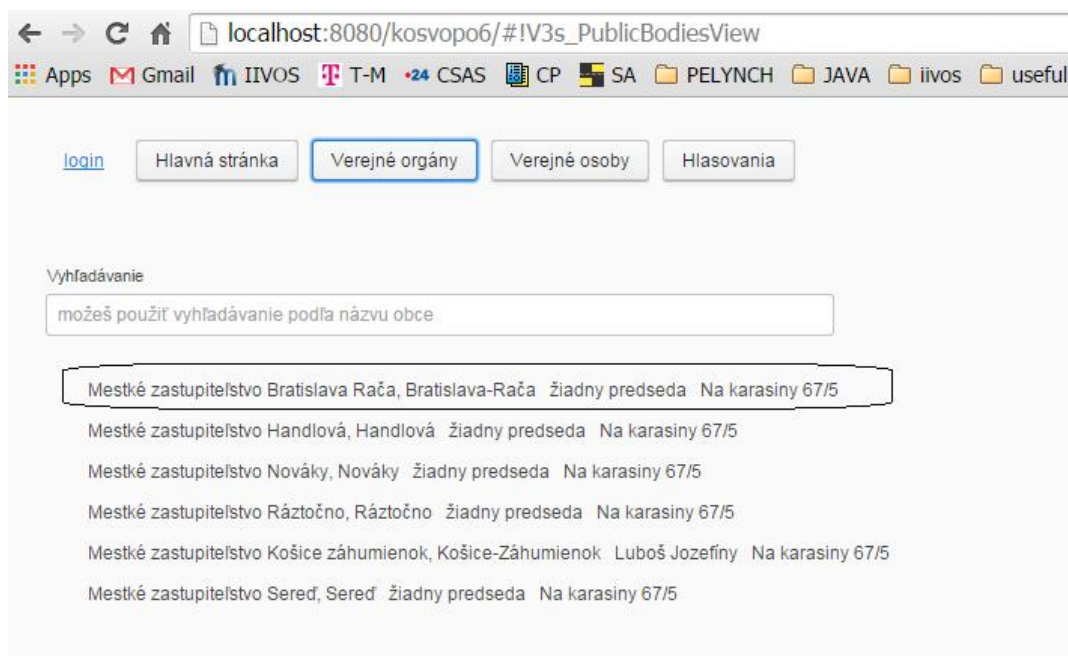 localhost:8080/kosvopo6/#!V3s_PublicBodiesView
Apps Gmail IIVOS T-M 24 CSAS CP SA PELYNCH JAVA iivos useful
login Hlavná stránka Verejné orgány Verejné osoby Hlasovania
Vyhľadávanie
možeš použiť vyhľadávanie podľa názvu obce
Mestké zastupiteľstvo Bratislava Rača, Bratislava-Rača žiadny predseda Na karasiny 67/5
Mestké zastupiteľstvo Handlová, Handlová žiadny predseda Na karasiny 67/5
Mestké zastupiteľstvo Nováky, Nováky žiadny predseda Na karasiny 67/5
Mestké zastupiteľstvo Ráztočno, Ráztočno žiadny predseda Na karasiny 67/5
Mestké zastupiteľstvo Košice záhumienok, Košice-Záhumienok Luboš Jozefíny Na karasiny 67/5
Mestké zastupiteľstvo Sereď, Sereď žiadny predseda Na karasiny 67/5